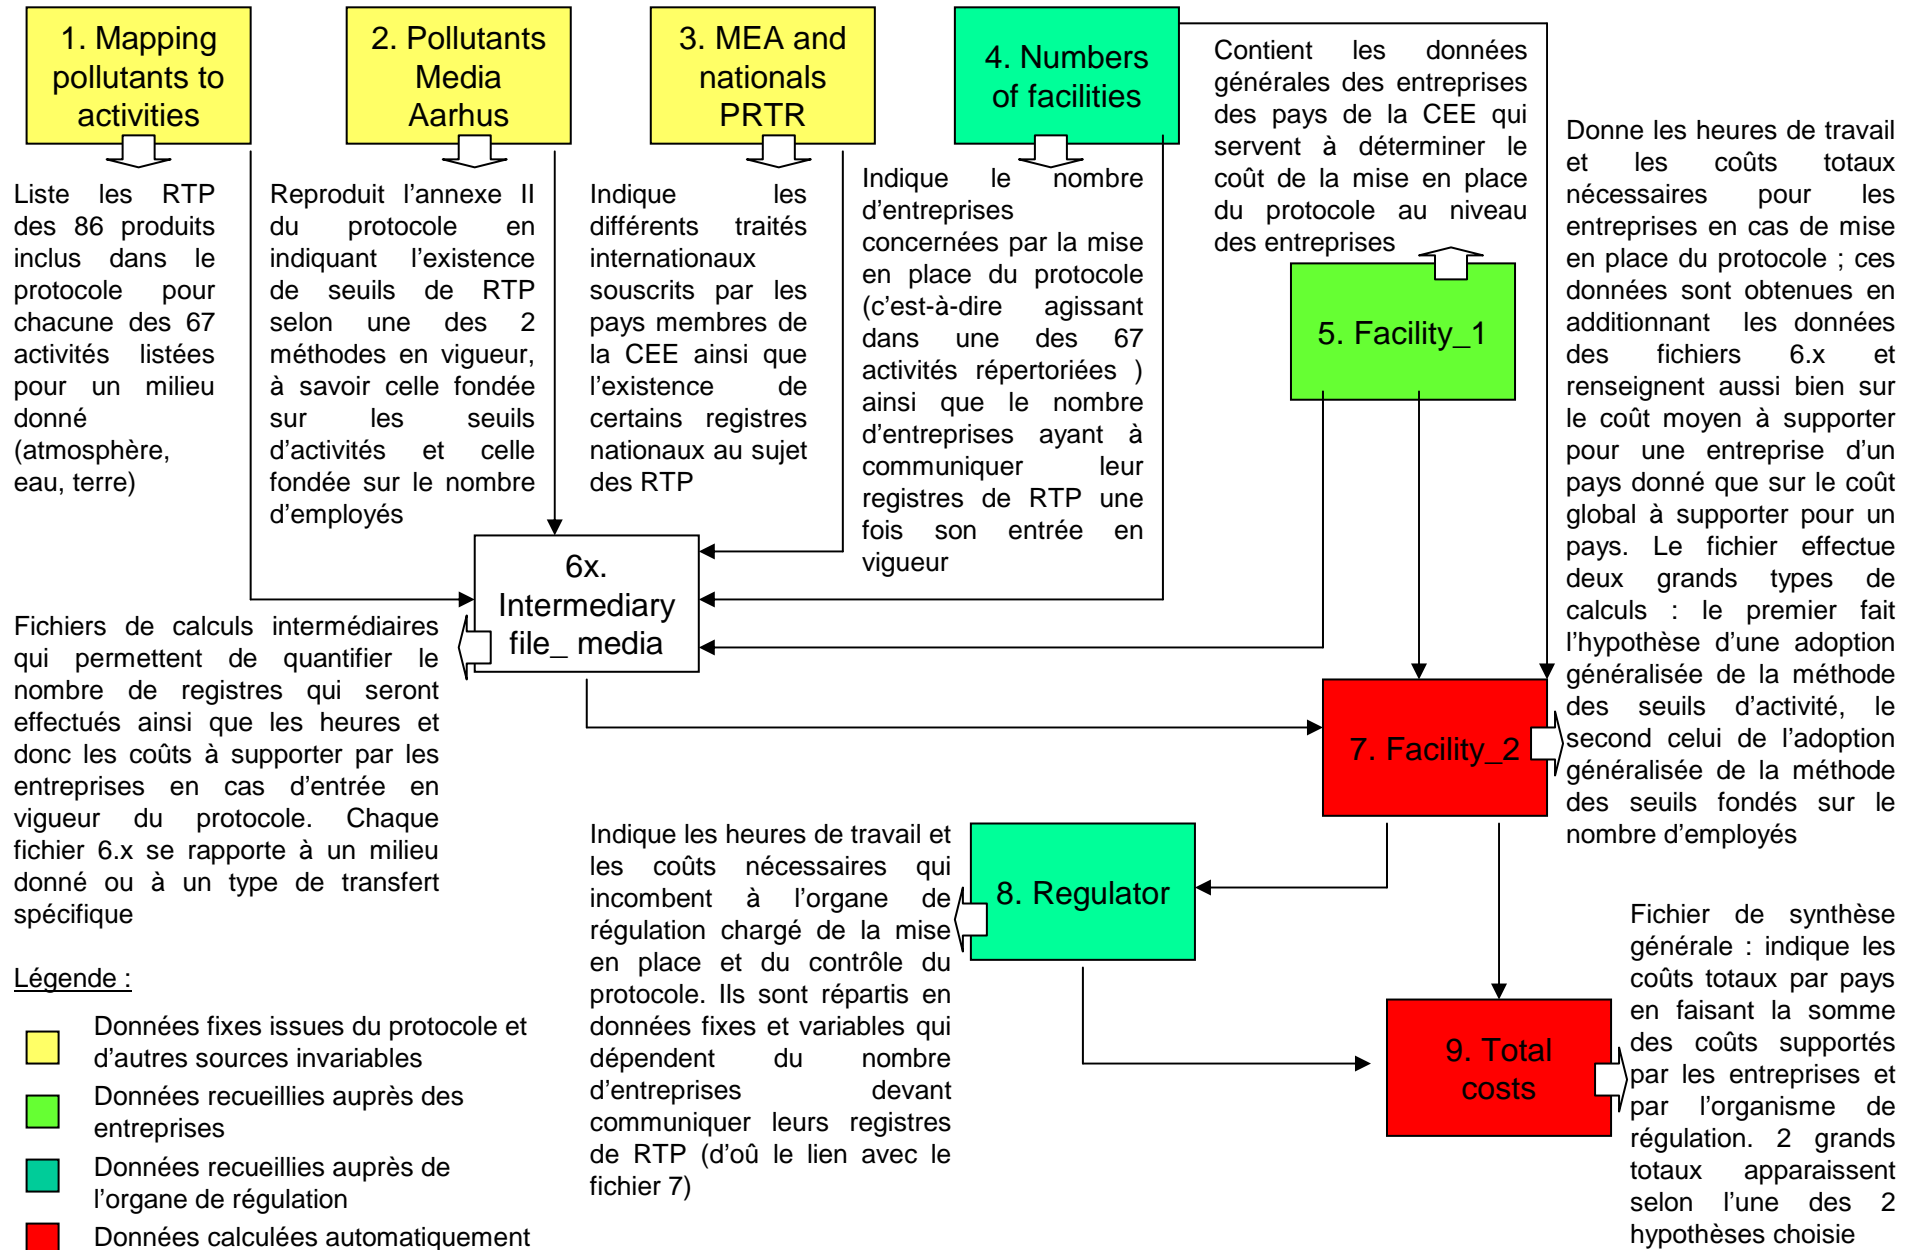 1. Mapping
pollutants to
activities
2. Pollutants
Media
Aarhus
3. MEA and
nationals
PRTR
4. Numbers
of facilities
Contient les données
générales des entreprises
des pays de la CEE qui
servent à déterminer le
coût de la mise en place
du protocole au niveau
des entreprises
Liste les RTP
des 86 produits
inclus dans le
protocole pour
chacune des 67
activités listées
pour un milieu
donné
(atmosphère,
eau, terre)
Reproduit l'annexe II
du protocole en
indiquant l'existence
de seuils de RTP
selon une des 2
méthodes en vigueur,
à savoir celle fondée
sur les seuils
d'activités et celle
fondée sur le nombre
d'employés
Indique les
différents traités
internationaux
souscrits par les
pays membres de
la CEE ainsi que
l'existence de
certains registres
nationaux au sujet
des RTP
Indique le nombre
d'entreprises
concernées par la mise
en place du protocole
(c'est-à-dire agissant
dans une des 67
activités répertoriées )
ainsi que le nombre
d'entreprises ayant à
communiquer leur
registres de RTP une
fois son entrée en
vigueur
5. Facility_1
Donne les heures de travail
et les coûts totaux
nécessaires pour les
entreprises en cas de mise
en place du protocole ; ces
données sont obtenues en
additionnant les données
des fichiers 6.x et
renseignent aussi bien sur
le coût moyen à supporter
pour une entreprise d'un
pays donné que sur le coût
global à supporter pour un
pays. Le fichier effectue
deux grands types de
calculs : le premier fait
l'hypothèse d'une adoption
généralisée de la méthode
des seuils d'activité, le
second celui de l'adoption
généralisée de la méthode
des seuils fondés sur le
nombre d'employés
6x.
Intermediary
file_ media
Fichiers de calculs intermédiaires
qui permettent de quantifier le
nombre de registres qui seront
effectués ainsi que les heures et
donc les coûts à supporter par les
entreprises en cas d'entrée en
vigueur du protocole. Chaque
fichier 6.x se rapporte à un milieu
donné ou à un type de transfert
spécifique
7. Facility_2
Indique les heures de travail et
les coûts nécessaires qui
incombent à l'organe de
régulation chargé de la mise
en place et du contrôle du
protocole. Ils sont répartis en
données fixes et variables qui
dépendent du nombre
d'entreprises devant
communiquer leurs registres
de RTP (d'oû le lien avec le
fichier 7)
8. Regulator
9. Total
costs
Fichier de synthèse
générale : indique les
coûts totaux par pays
en faisant la somme
des coûts supportés
par les entreprises et
par l'organisme de
régulation. 2 grands
totaux apparaissent
selon l'une des 2
hypothèses choisie
Légende :
Données fixes issues du protocole et
d'autres sources invariables
Données recueillies auprès des
entreprises
Données recueillies auprès de
l'organe de régulation
Données calculées automatiquement